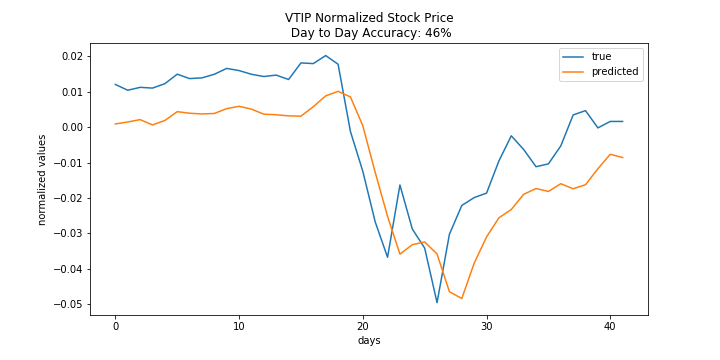 VTIP Normalized Stock Price
Day to Day Accuracy: 46%
true
predicted
normalized values
0.02
0.01
0.00
−0.01
−0.02
−0.03
−0.04
−0.05
0 10 20 30 40
days